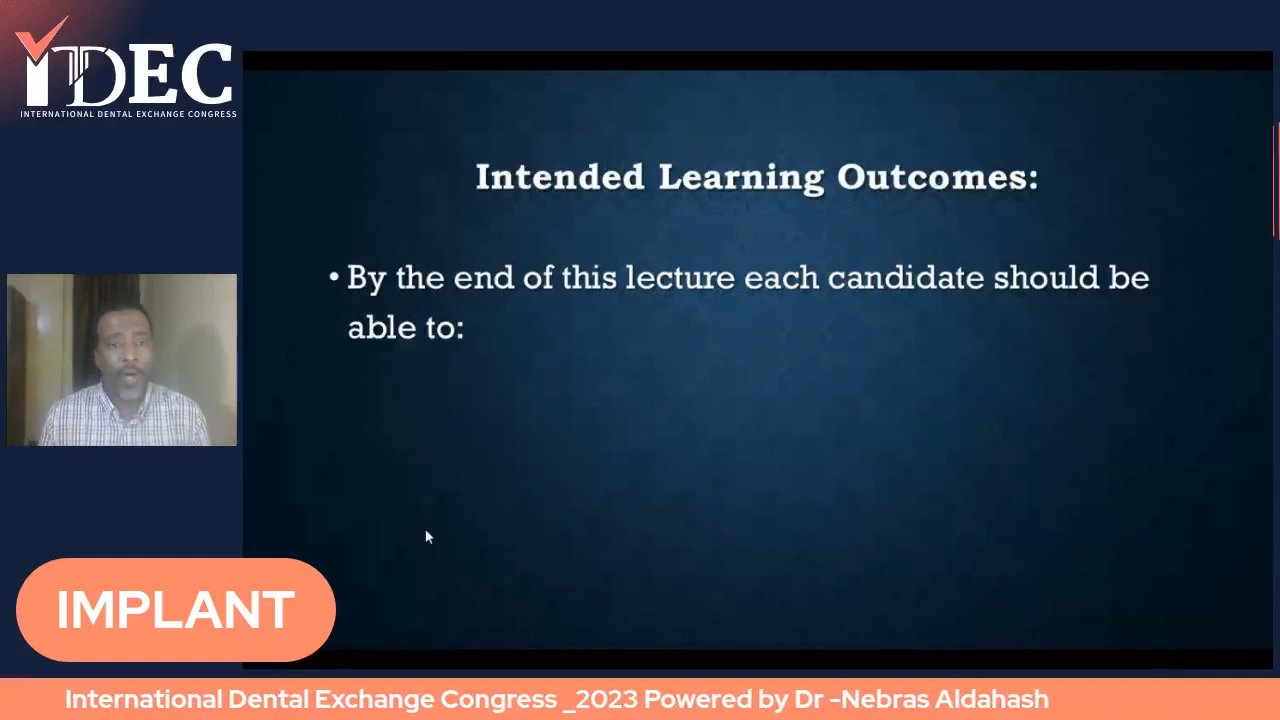 iTDEC
INTERNATIONAL DENTAL EXCHANGE CONGRESS
Intended Learning Outcomes:
• By the end of this lecture each candidate should be
able to:
IMPLANT
International Dental Exchange Congress _2023 Powered by Dr -Nebras Aldahash